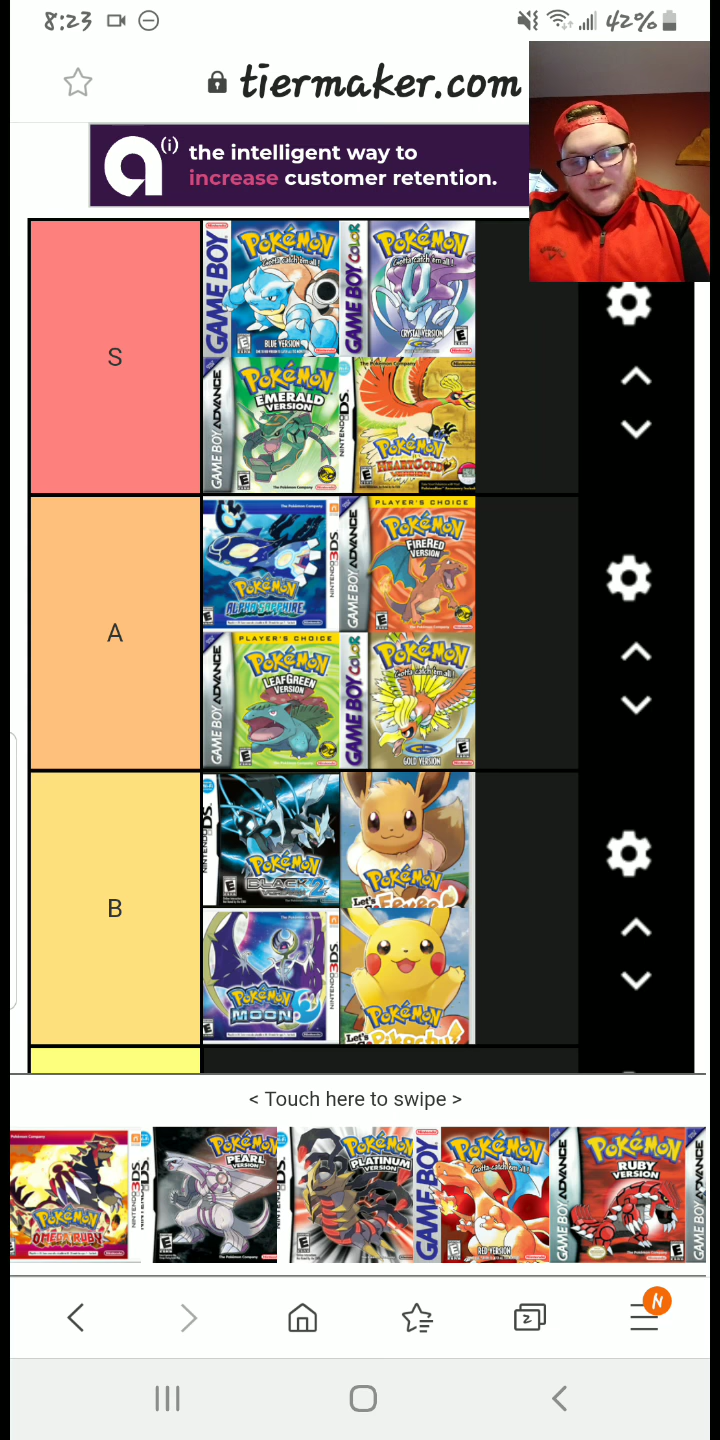 8:23
42%
tiermaker.com
a(i) the intelligent way to
increase customer retention.
S
GAME BOY
Pokémon
Gotta catch 'em all!
BLUE VERSION
GAME BOY COLOR
Pokémon
Gotta catch 'em all!
CRYSTAL VERSION
GAME BOY ADVANCE
Pokémon
EMERALD
VERSION
NINTENDO DS
Pokémon
HEARTGOLD
VERSION
A
Pokémon
ALPHA SAPPHIRE
NINTENDO 3DS
PLAYER'S CHOICE
GAME BOY ADVANCE
Pokémon
FIRERED
VERSION
PLAYER'S CHOICE
GAME BOY ADVANCE
Pokémon
LEAFGREEN
VERSION
GAME BOY COLOR
Pokémon
Gotta catch 'em all!
GOLD VERSION
B
NINTENDO DS
Pokémon
BLACK
VERSION 2
Pokémon
Let's
Eevee!
Pokémon
MOON
NINTENDO 3DS
Pokémon
Let's
Pikachu!
< Touch here to swipe >
Pokémon
OMEGA RUBY
NINTENDO 3DS
Pokémon
PEARL
VERSION
Pokémon
PLATINUM
VERSION
GAME BOY
Pokémon
Gotta catch 'em all!
RED VERSION
GAME BOY ADVANCE
Pokémon
RUBY
VERSION
GAME BOY ADVANCE
2
N